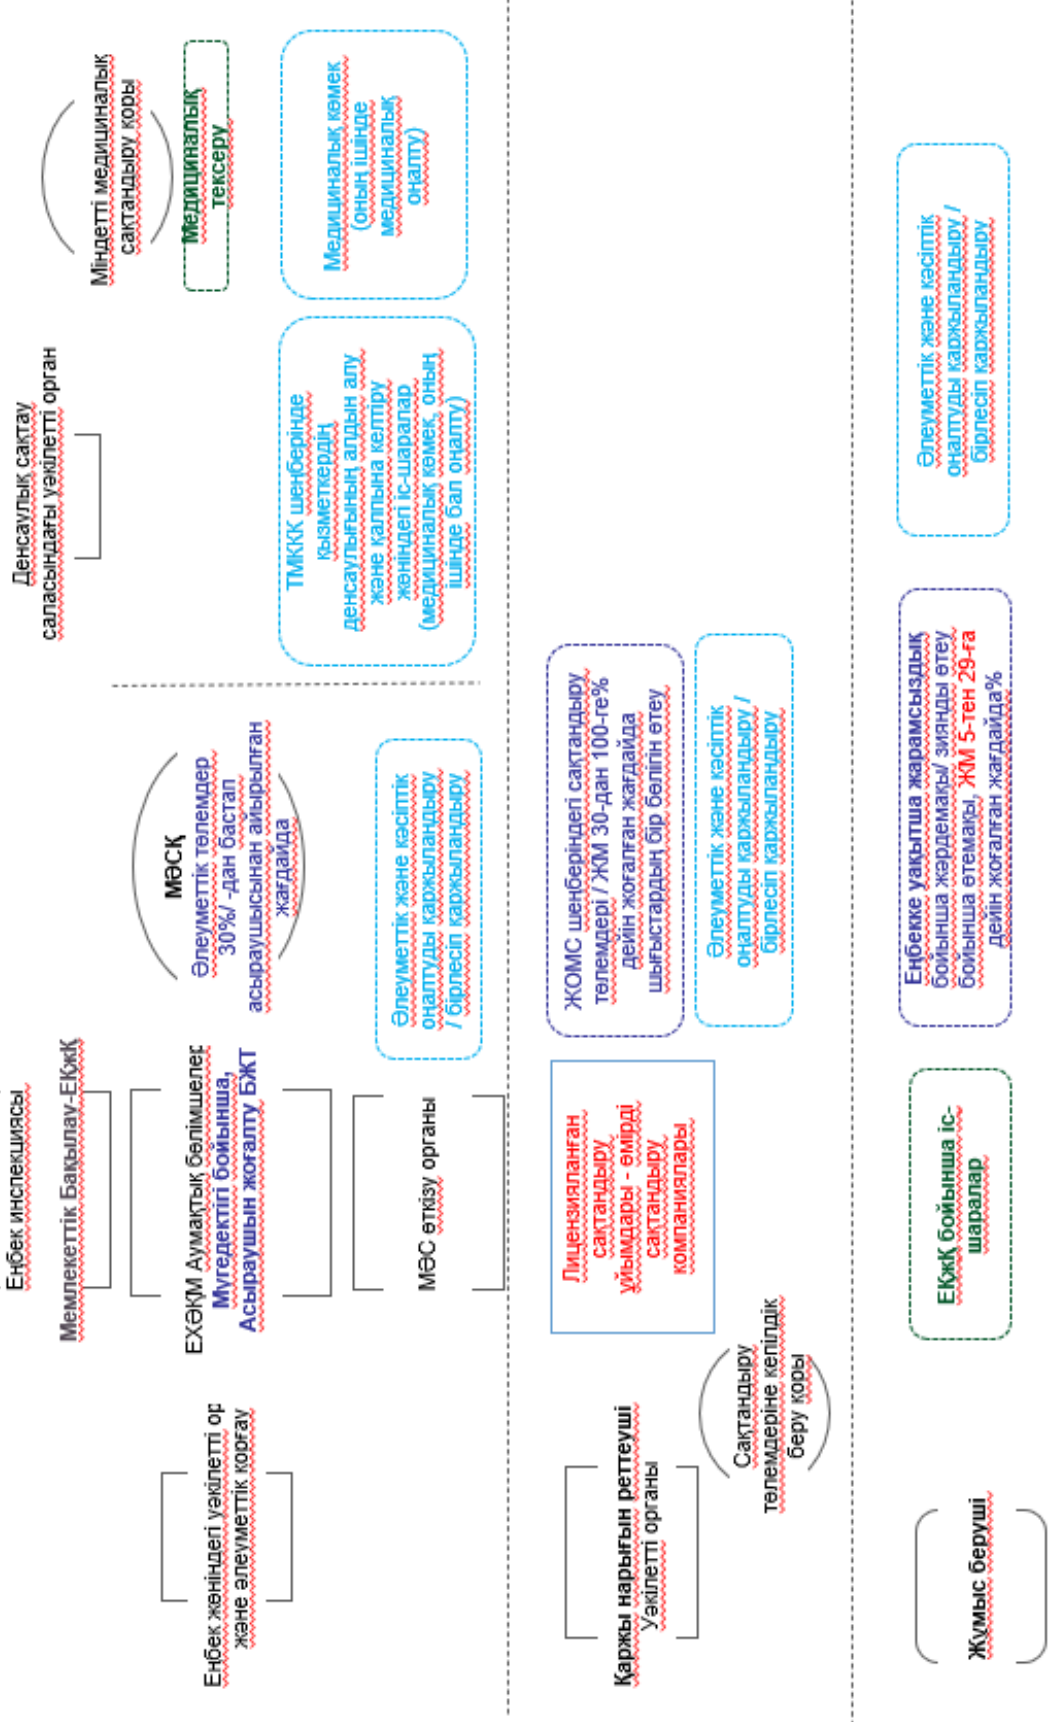 Еңбек инспекциясы
Мемлекеттік Бақылау-ЕҚжҚ
Денсаулық сақтау
саласындағы уәкілетті орган
Міндетті медициналық
сақтандыру қоры
Медициналық
тексеру
Еңбек жөніндегі уәкілетті ор
және әлеуметтік қорғау
ЕХӘҚМ Аумақтық бөлімшелер
Мүгедектігі бойынша,
Асыраушын жоғалту БЖТ
МӘСҚ
Әлеуметтік төлемдер
30%/ -дан бастап
асыраушысынан айырылған
жағдайда
ТМККК шеңберінде
қызметкердің
денсаулығының алдын алу
және қалпына келтіру
жөніндегі іс-шаралар
(медициналық көмек, оның
ішінде бал оңалту)
Медициналық көмек
(оның ішінде
медициналық
оңалту)
МӘС өткізу органы
Әлеуметтік және кәсіптік
оңалтуды қаржыландыру
/ бірлесіп қаржыландыру
Қаржы нарығын реттеуші
Уәкілетті органы
Сақтандыру
төлемдеріне кепілдік
беру қоры
Лицензияланған
сақтандыру
ұйымдары - өмірді
сақтандыру
компаниялары
ЖОМС шеңберіндегі сақтандыру
төлемдері / ЖМ 30-дан 100-ге%
дейін жоғалған жағдайда
шығыстардың бір бөлігін өтеу
Әлеуметтік және кәсіптік
оңалтуды қаржыландыру /
бірлесіп қаржыландыру
Жұмыс беруші
ЕҚжҚ бойынша іс-
шаралар
Еңбекке уақытша жарамсыздық
бойынша жәрдемақы/ зиянды өтеу
бойынша өтемақы, ЖМ 5-тен 29-ға
дейін жоғалған жағдайда%
Әлеуметтік және кәсіптік
оңалтуды қаржыландыру /
бірлесіп қаржыландыру